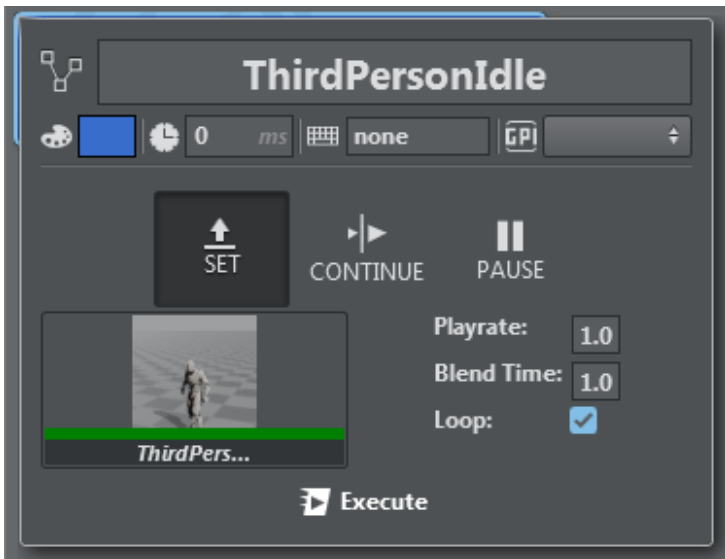 ThirdPersonIdle
0 ms none GPI
SET CONTINUE PAUSE
Playrate: 1.0
Blend Time: 1.0
Loop:
ThirdPers...
Execute